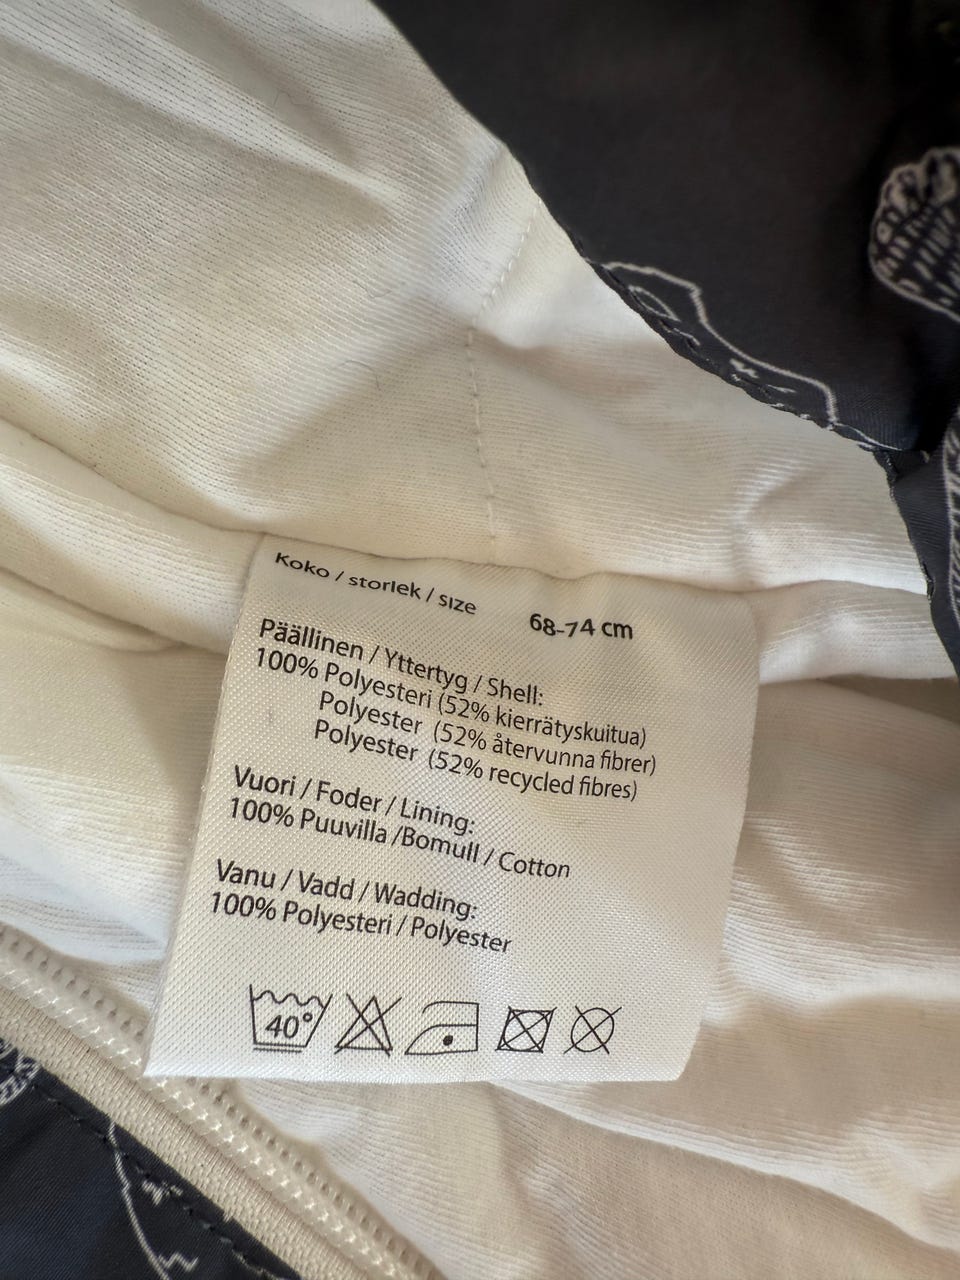 Koko / storlek / size 68-74 cm
Päällinen / Yttertyg / Shell:
100% Polyesteri (52% kierrätyskuitua)
Polyester (52% återvunna fibrer)
Polyester (52% recycled fibres)
Vuori / Foder / Lining:
100% Puuvilla /Bomull / Cotton
Vanu / Vadd / Wadding:
100% Polyesteri / Polyester
40°